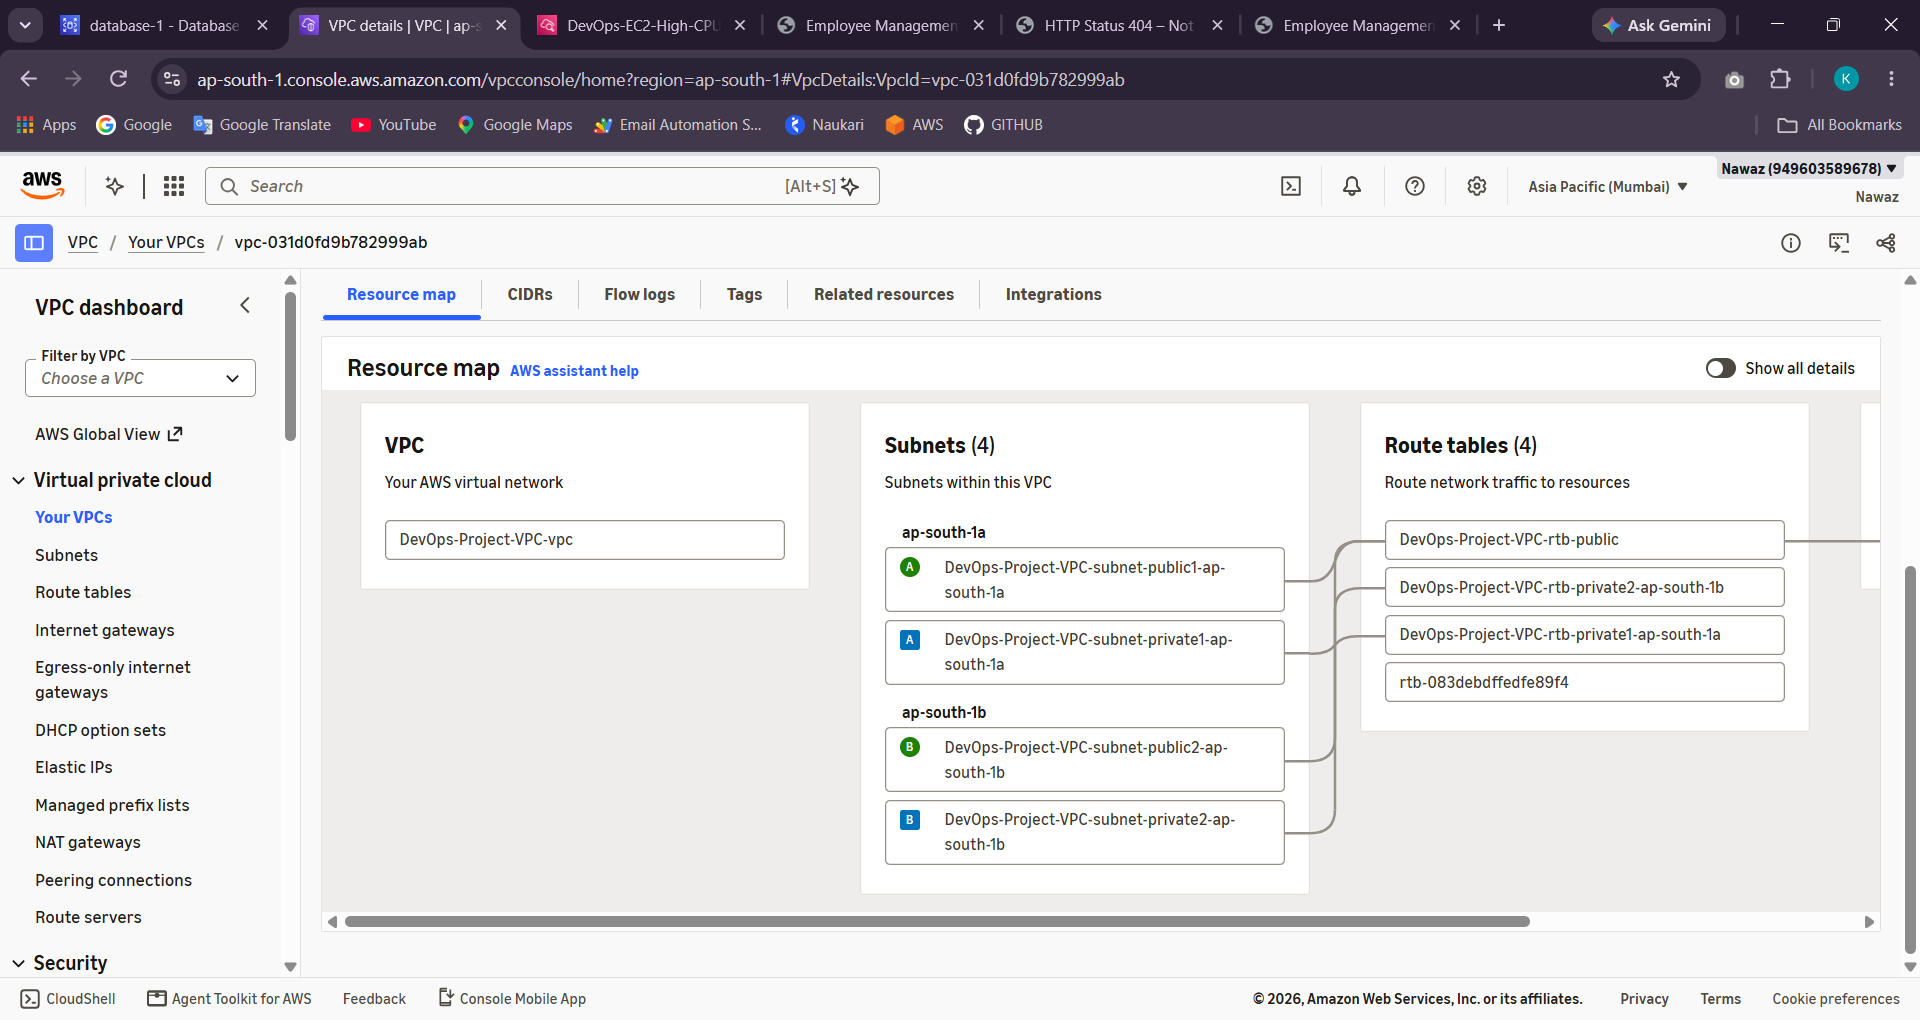 database-1 - Database
VPC details | VPC | ap-s
DevOps-EC2-High-CPU
Employee Managemen
HTTP Status 404 – Not
Employee Managemen
Ask Gemini
ap-south-1.console.aws.amazon.com/vpcconsole/home?region=ap-south-1#VpcDetails:VpcId=vpc-031d0fd9b782999ab
K
Apps
Google
Google Translate
YouTube
Google Maps
Email Automation S...
Naukari
AWS
GITHUB
All Bookmarks
aws
Search
[Alt+S]
Asia Pacific (Mumbai)
Nawaz (949603589678)
Nawaz
VPC / Your VPCs / vpc-031d0fd9b782999ab
VPC dashboard
Filter by VPC
Choose a VPC
AWS Global View
Virtual private cloud
Your VPCs
Subnets
Route tables
Internet gateways
Egress-only internet
gateways
DHCP option sets
Elastic IPs
Managed prefix lists
NAT gateways
Peering connections
Route servers
Security
Resource map
CIDRs
Flow logs
Tags
Related resources
Integrations
Resource map
AWS assistant help
Show all details
VPC
Your AWS virtual network
DevOps-Project-VPC-vpc
Subnets (4)
Subnets within this VPC
ap-south-1a
A
DevOps-Project-VPC-subnet-public1-ap-
south-1a
A
DevOps-Project-VPC-subnet-private1-ap-
south-1a
ap-south-1b
B
DevOps-Project-VPC-subnet-public2-ap-
south-1b
B
DevOps-Project-VPC-subnet-private2-ap-
south-1b
Route tables (4)
Route network traffic to resources
DevOps-Project-VPC-rtb-public
DevOps-Project-VPC-rtb-private2-ap-south-1b
DevOps-Project-VPC-rtb-private1-ap-south-1a
rtb-083debdffedfe89f4
CloudShell
Agent Toolkit for AWS
Feedback
Console Mobile App
© 2026, Amazon Web Services, Inc. or its affiliates.
Privacy
Terms
Cookie preferences